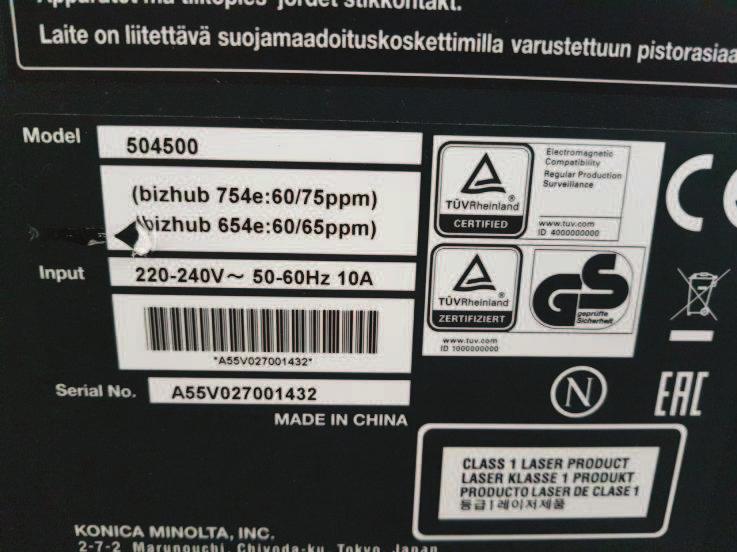 Laite on liitettävä suojamaadoituskoskettimilla varustettuun pistorasiaa
Model 504500
(bizhub 754e:60/75ppm)
(bizhub 654e:60/65ppm)
Input 220-240V~ 50-60Hz 10A
*A55V027001432*
Serial No. A55V027001432
MADE IN CHINA
TÜVRheinland®
CERTIFIED
Electromagnetic
Compatibility
Regular Production
Surveillance
www.tuv.com
ID 4000000000
TÜVRheinland®
ZERTIFIZIERT
GS
geprüfte
Sicherheit
www.tuv.com
ID 1000000000
CE
N
EAC
CLASS 1 LASER PRODUCT
LASER KLASSE 1 PRODUKT
PRODUCTO LASER DE CLASE 1
등급 1 레이저제품
KONICA MINOLTA, INC.
2-7-2 Marunouchi, Chiyoda-ku, Tokyo, Japan